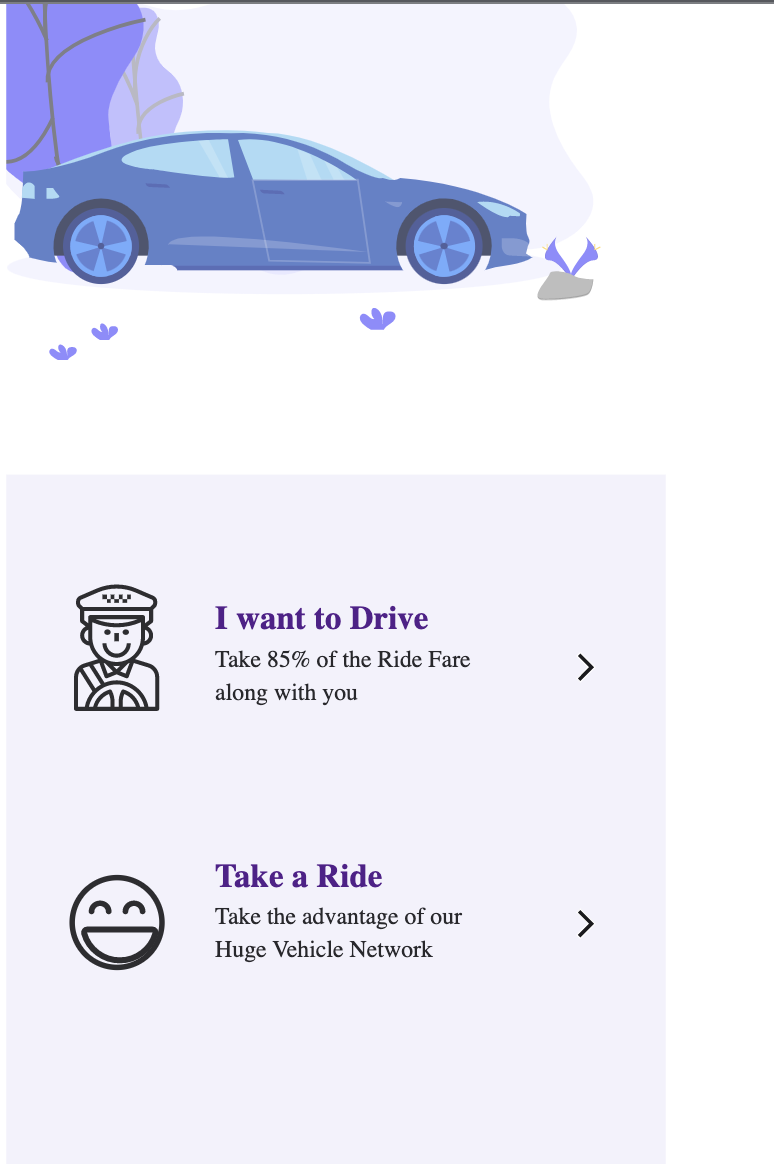 I want to Drive
Take 85% of the Ride Fare
along with you
Take a Ride
Take the advantage of our
Huge Vehicle Network